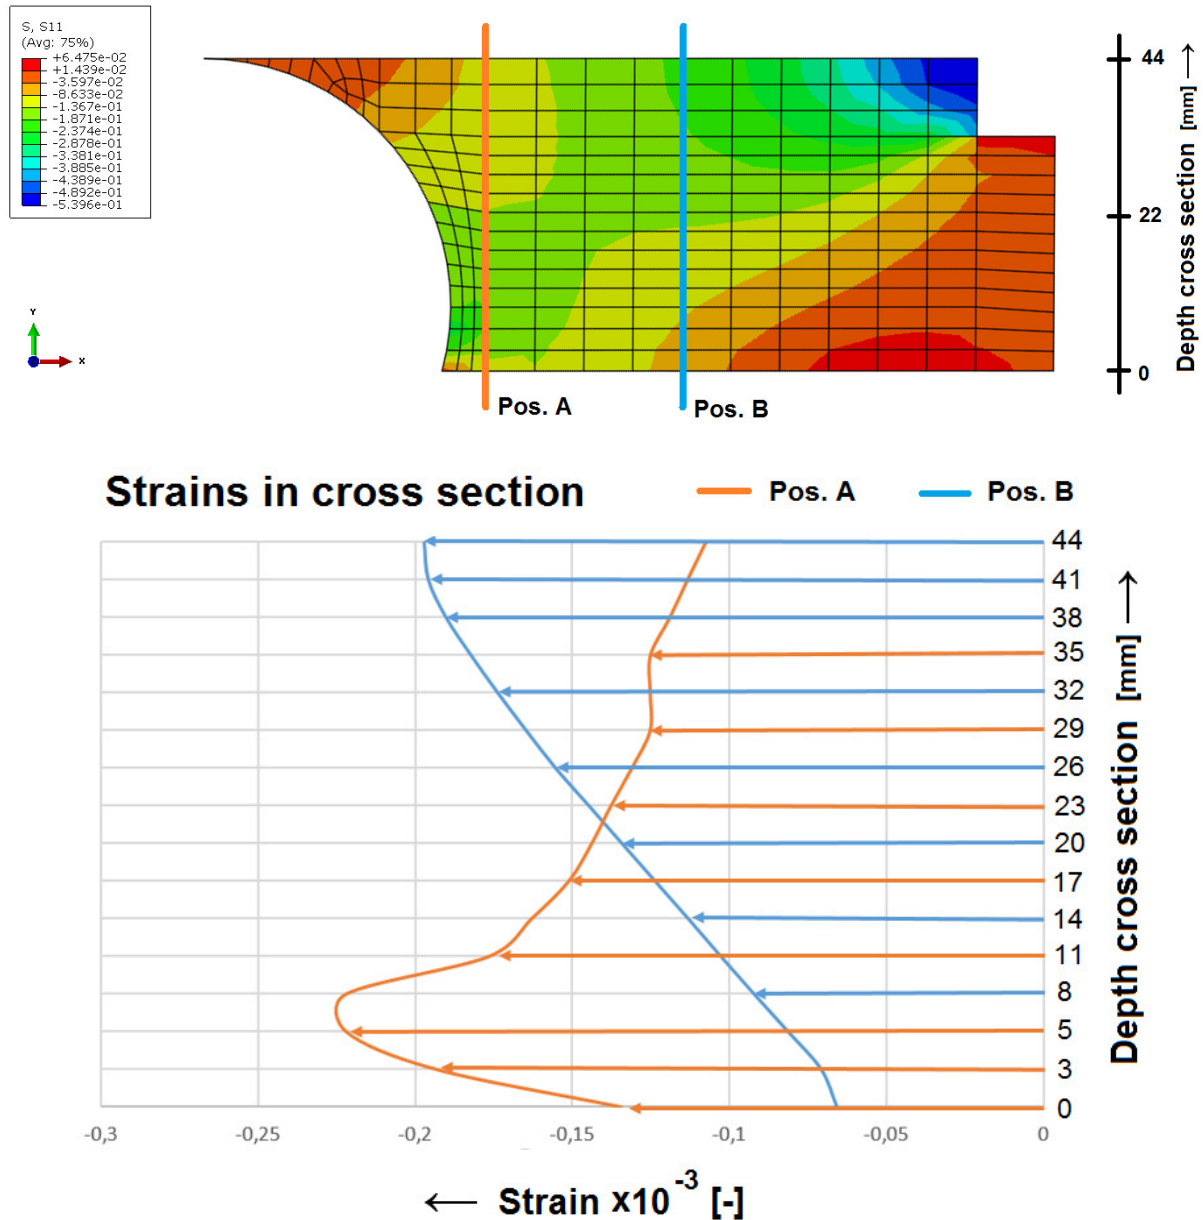 S, S11
(Avg: 75%)
+6.475e-02
+1.439e-02
-3.597e-02
-8.633e-02
-1.367e-01
-1.871e-01
-2.374e-01
-2.878e-01
-3.381e-01
-3.885e-01
-4.389e-01
-4.892e-01
-5.396e-01
Y
X
Pos. A
Pos. B
44
22
0
Depth cross section [mm] →
Strains in cross section
Pos. A
Pos. B
44
41
38
35
32
29
26
23
20
17
14
11
8
5
3
0
Depth cross section [mm] →
-0,3
-0,25
-0,2
-0,15
-0,1
-0,05
0
← Strain x10⁻³ [-]